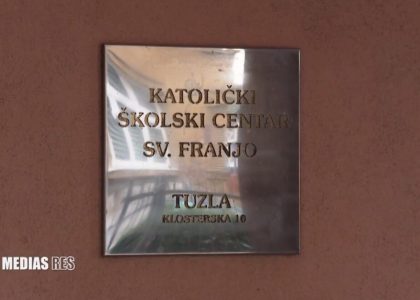 KATOLIČKI
ŠKOLSKI CENTAR
SV. FRANJO
TUZLA
KLOSTERSKA 10
MEDIAS RES